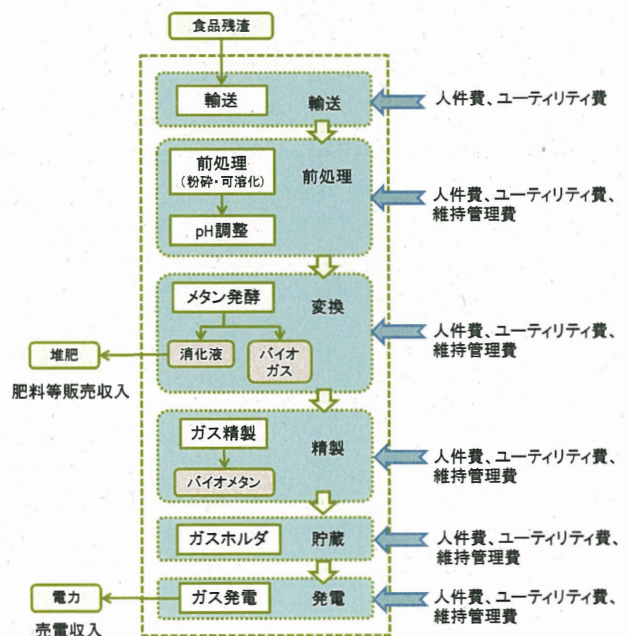 食品残渣
輸送
輸送
人件費、ユーティリティ費
前処理
(粉砕・可溶化)
前処理
pH調整
人件費、ユーティリティ費、
維持管理費
メタン発酵
変換
消化液
バイオ
ガス
人件費、ユーティリティ費、
維持管理費
堆肥
肥料等販売収入
ガス精製
精製
バイオメタン
人件費、ユーティリティ費、
維持管理費
ガスホルダ
貯蔵
人件費、ユーティリティ費、
維持管理費
電力
売電収入
ガス発電
発電
人件費、ユーティリティ費、
維持管理費